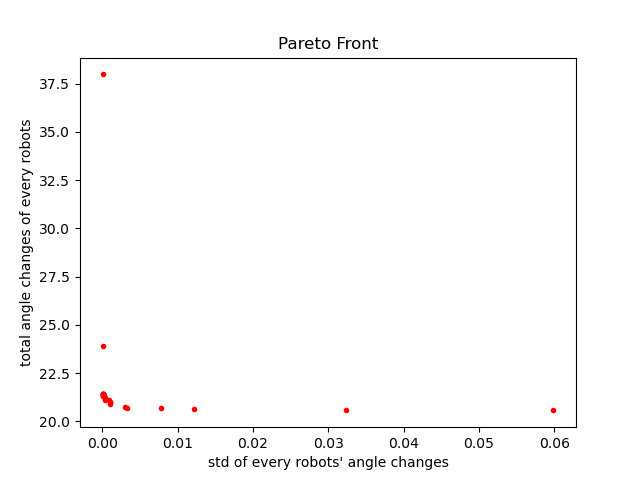 Pareto Front
total angle changes of every robots
37.5
35.0
32.5
30.0
27.5
25.0
22.5
20.0
0.00 0.01 0.02 0.03 0.04 0.05 0.06
std of every robots' angle changes